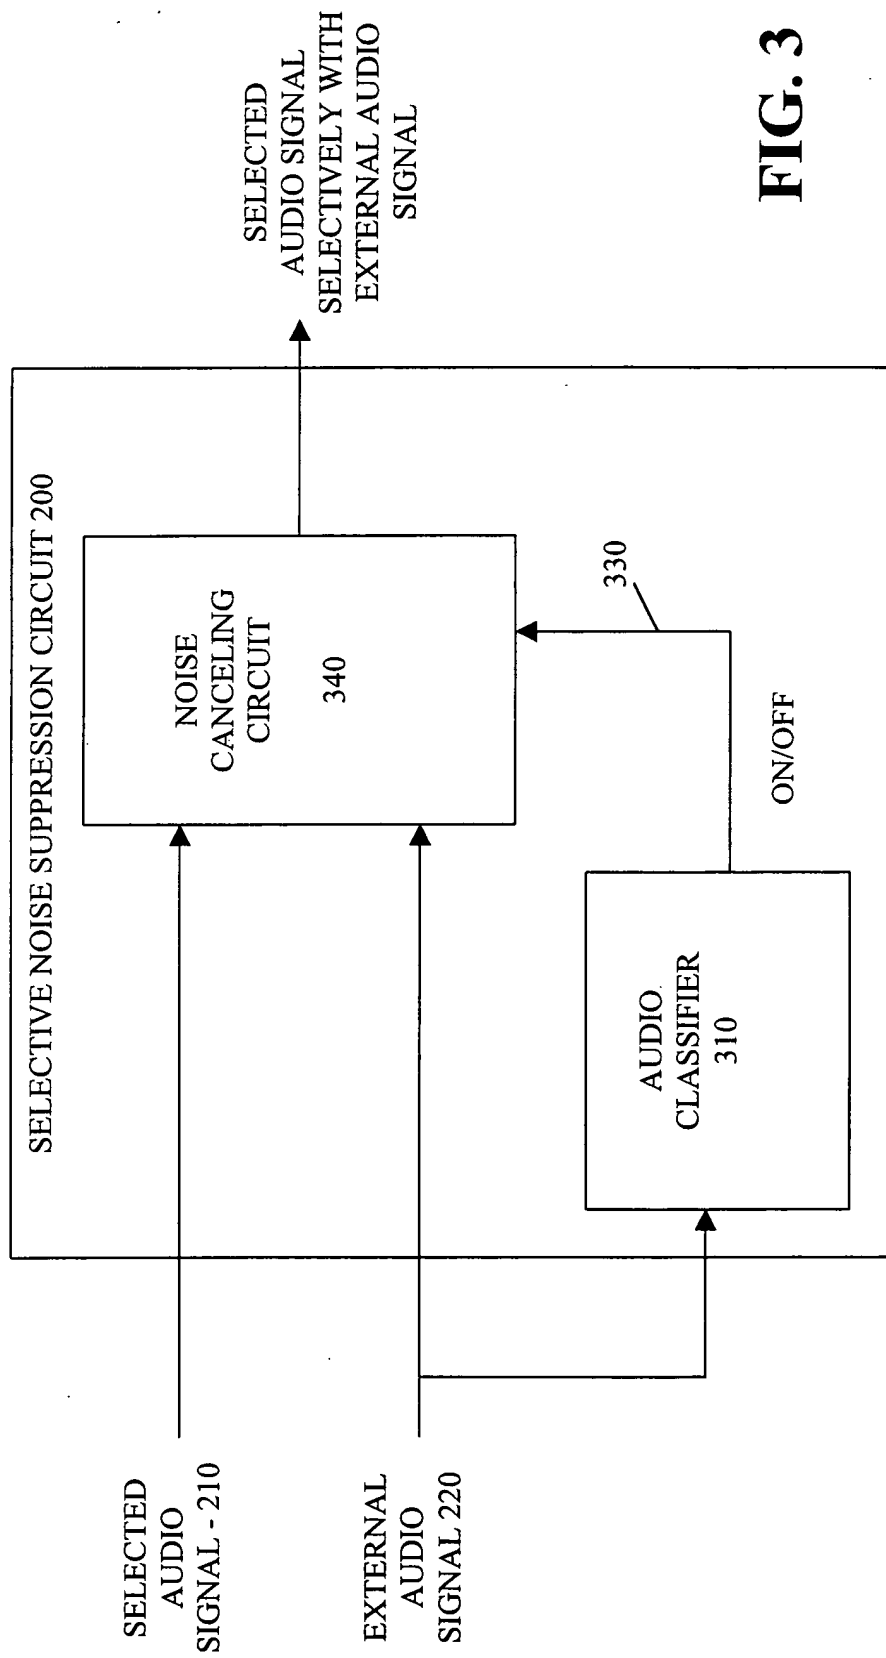 SELECTIVE NOISE SUPPRESSION CIRCUIT 200
SELECTED
AUDIO
SIGNAL - 210
EXTERNAL
AUDIO
SIGNAL 220
NOISE
CANCELING
CIRCUIT
340
AUDIO
CLASSIFIER
310
ON/OFF
330
SELECTED
AUDIO SIGNAL
SELECTIVELY WITH
EXTERNAL AUDIO
SIGNAL
FIG. 3